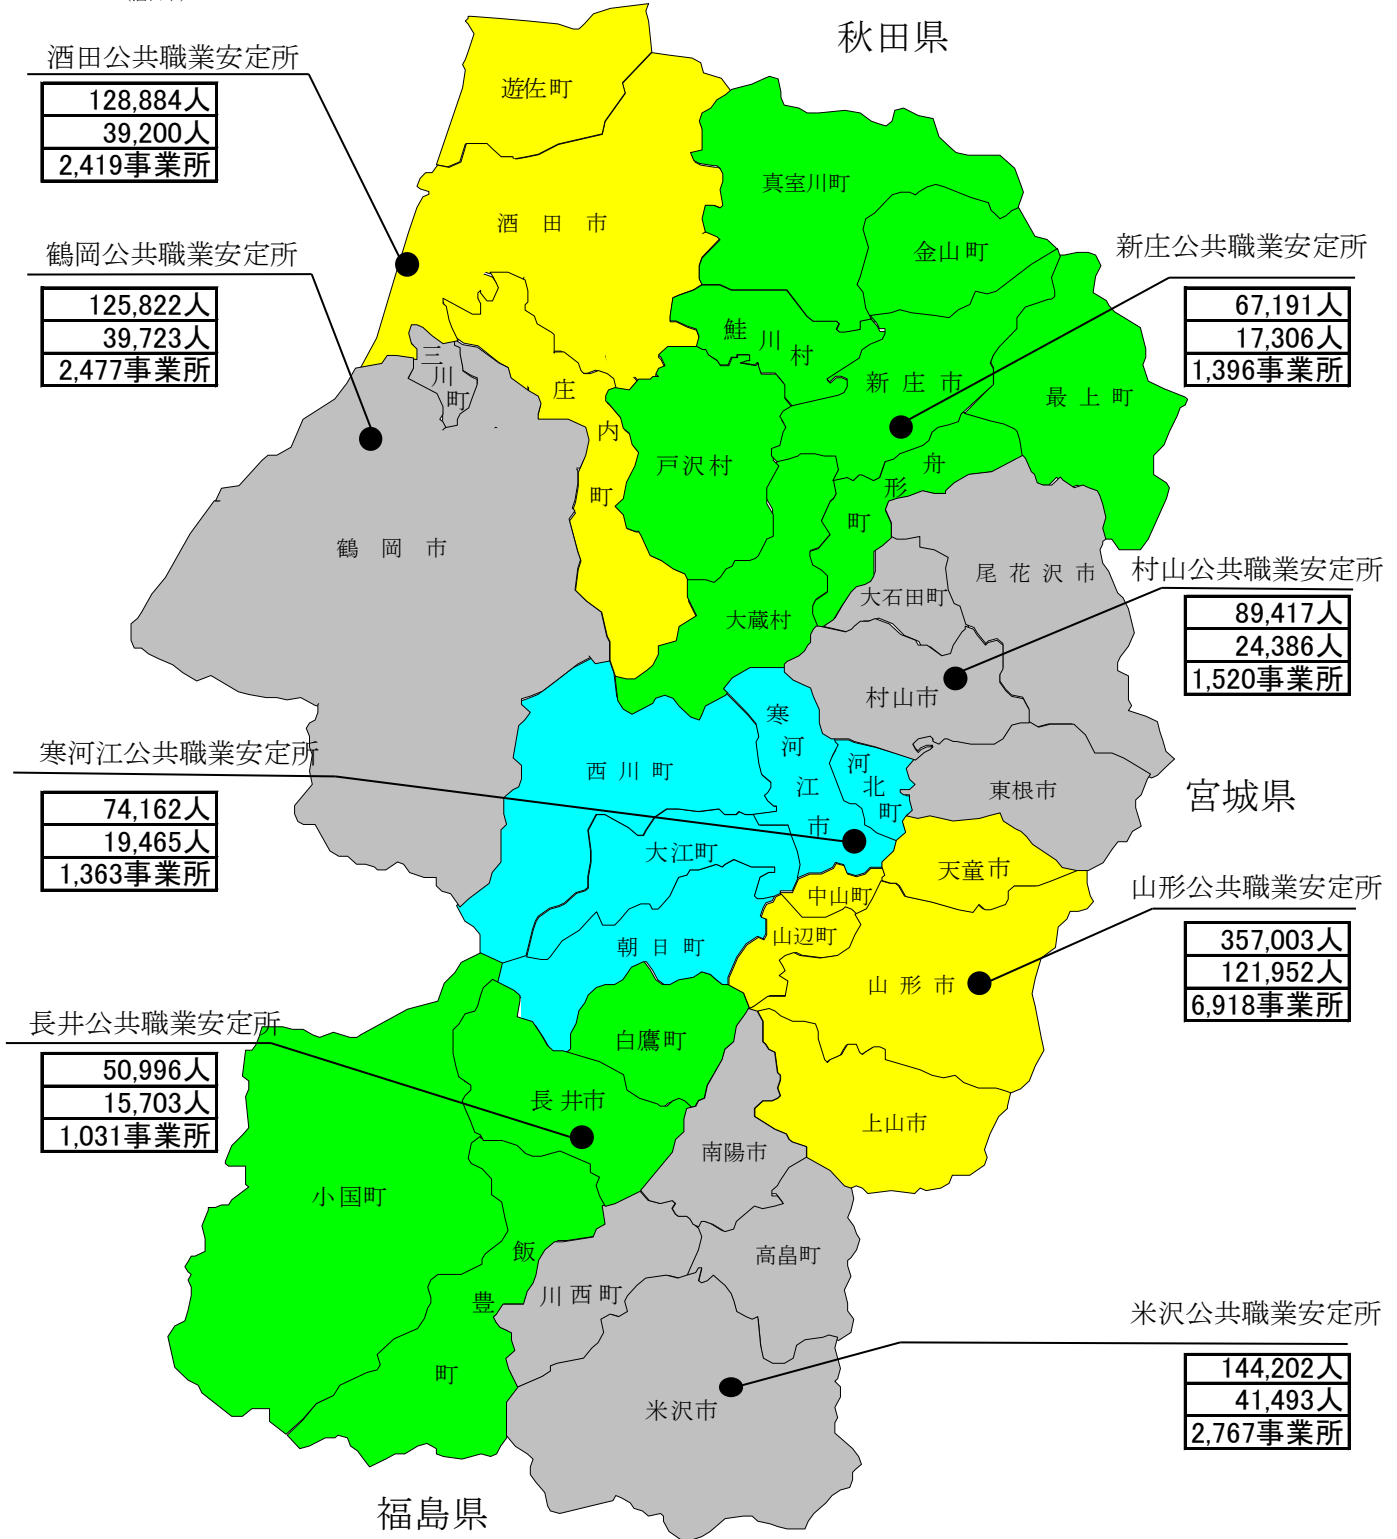 秋田県
酒田公共職業安定所
128,884人
39,200人
2,419事業所
遊佐町
酒田市
真室川町
金山町
鶴岡公共職業安定所
125,822人
39,723人
2,477事業所
新庄公共職業安定所
67,191人
17,306人
1,396事業所
三川町
庄内町
鮭川村
新庄市
最上町
戸沢村
舟形町
鶴岡市
大蔵村
大石田町
尾花沢市
村山公共職業安定所
89,417人
24,386人
1,520事業所
村山市
寒河江公共職業安定所
74,162人
19,465人
1,363事業所
西川町
寒河江市
河北町
東根市
宮城県
大江町
天童市
中山町
山辺町
朝日町
山形市
山形公共職業安定所
357,003人
121,952人
6,918事業所
長井公共職業安定所
50,996人
15,703人
1,031事業所
白鷹町
長井市
上山市
南陽市
小国町
飯豊町
川西町
高畠町
米沢公共職業安定所
144,202人
41,493人
2,767事業所
米沢市
福島県